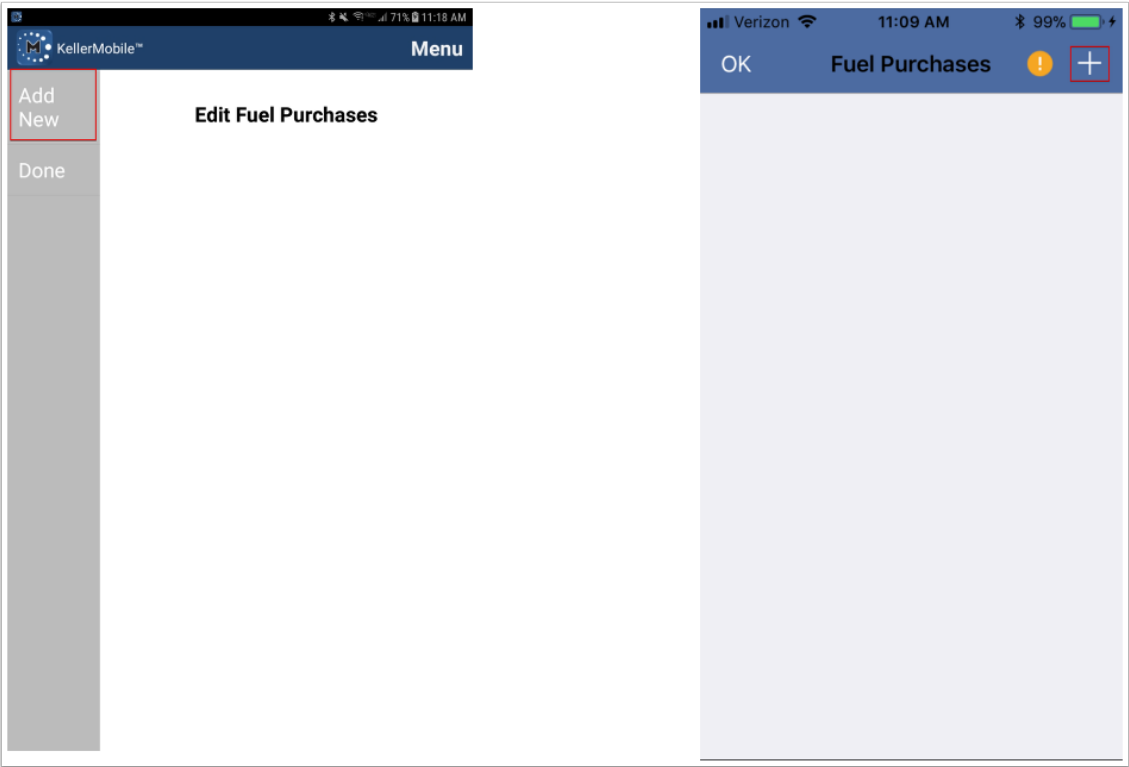 71% 11:18 AM
KellerMobile™
Menu
Add
New
Done
Edit Fuel Purchases
Verizon 11:09 AM 99%
OK Fuel Purchases ! +